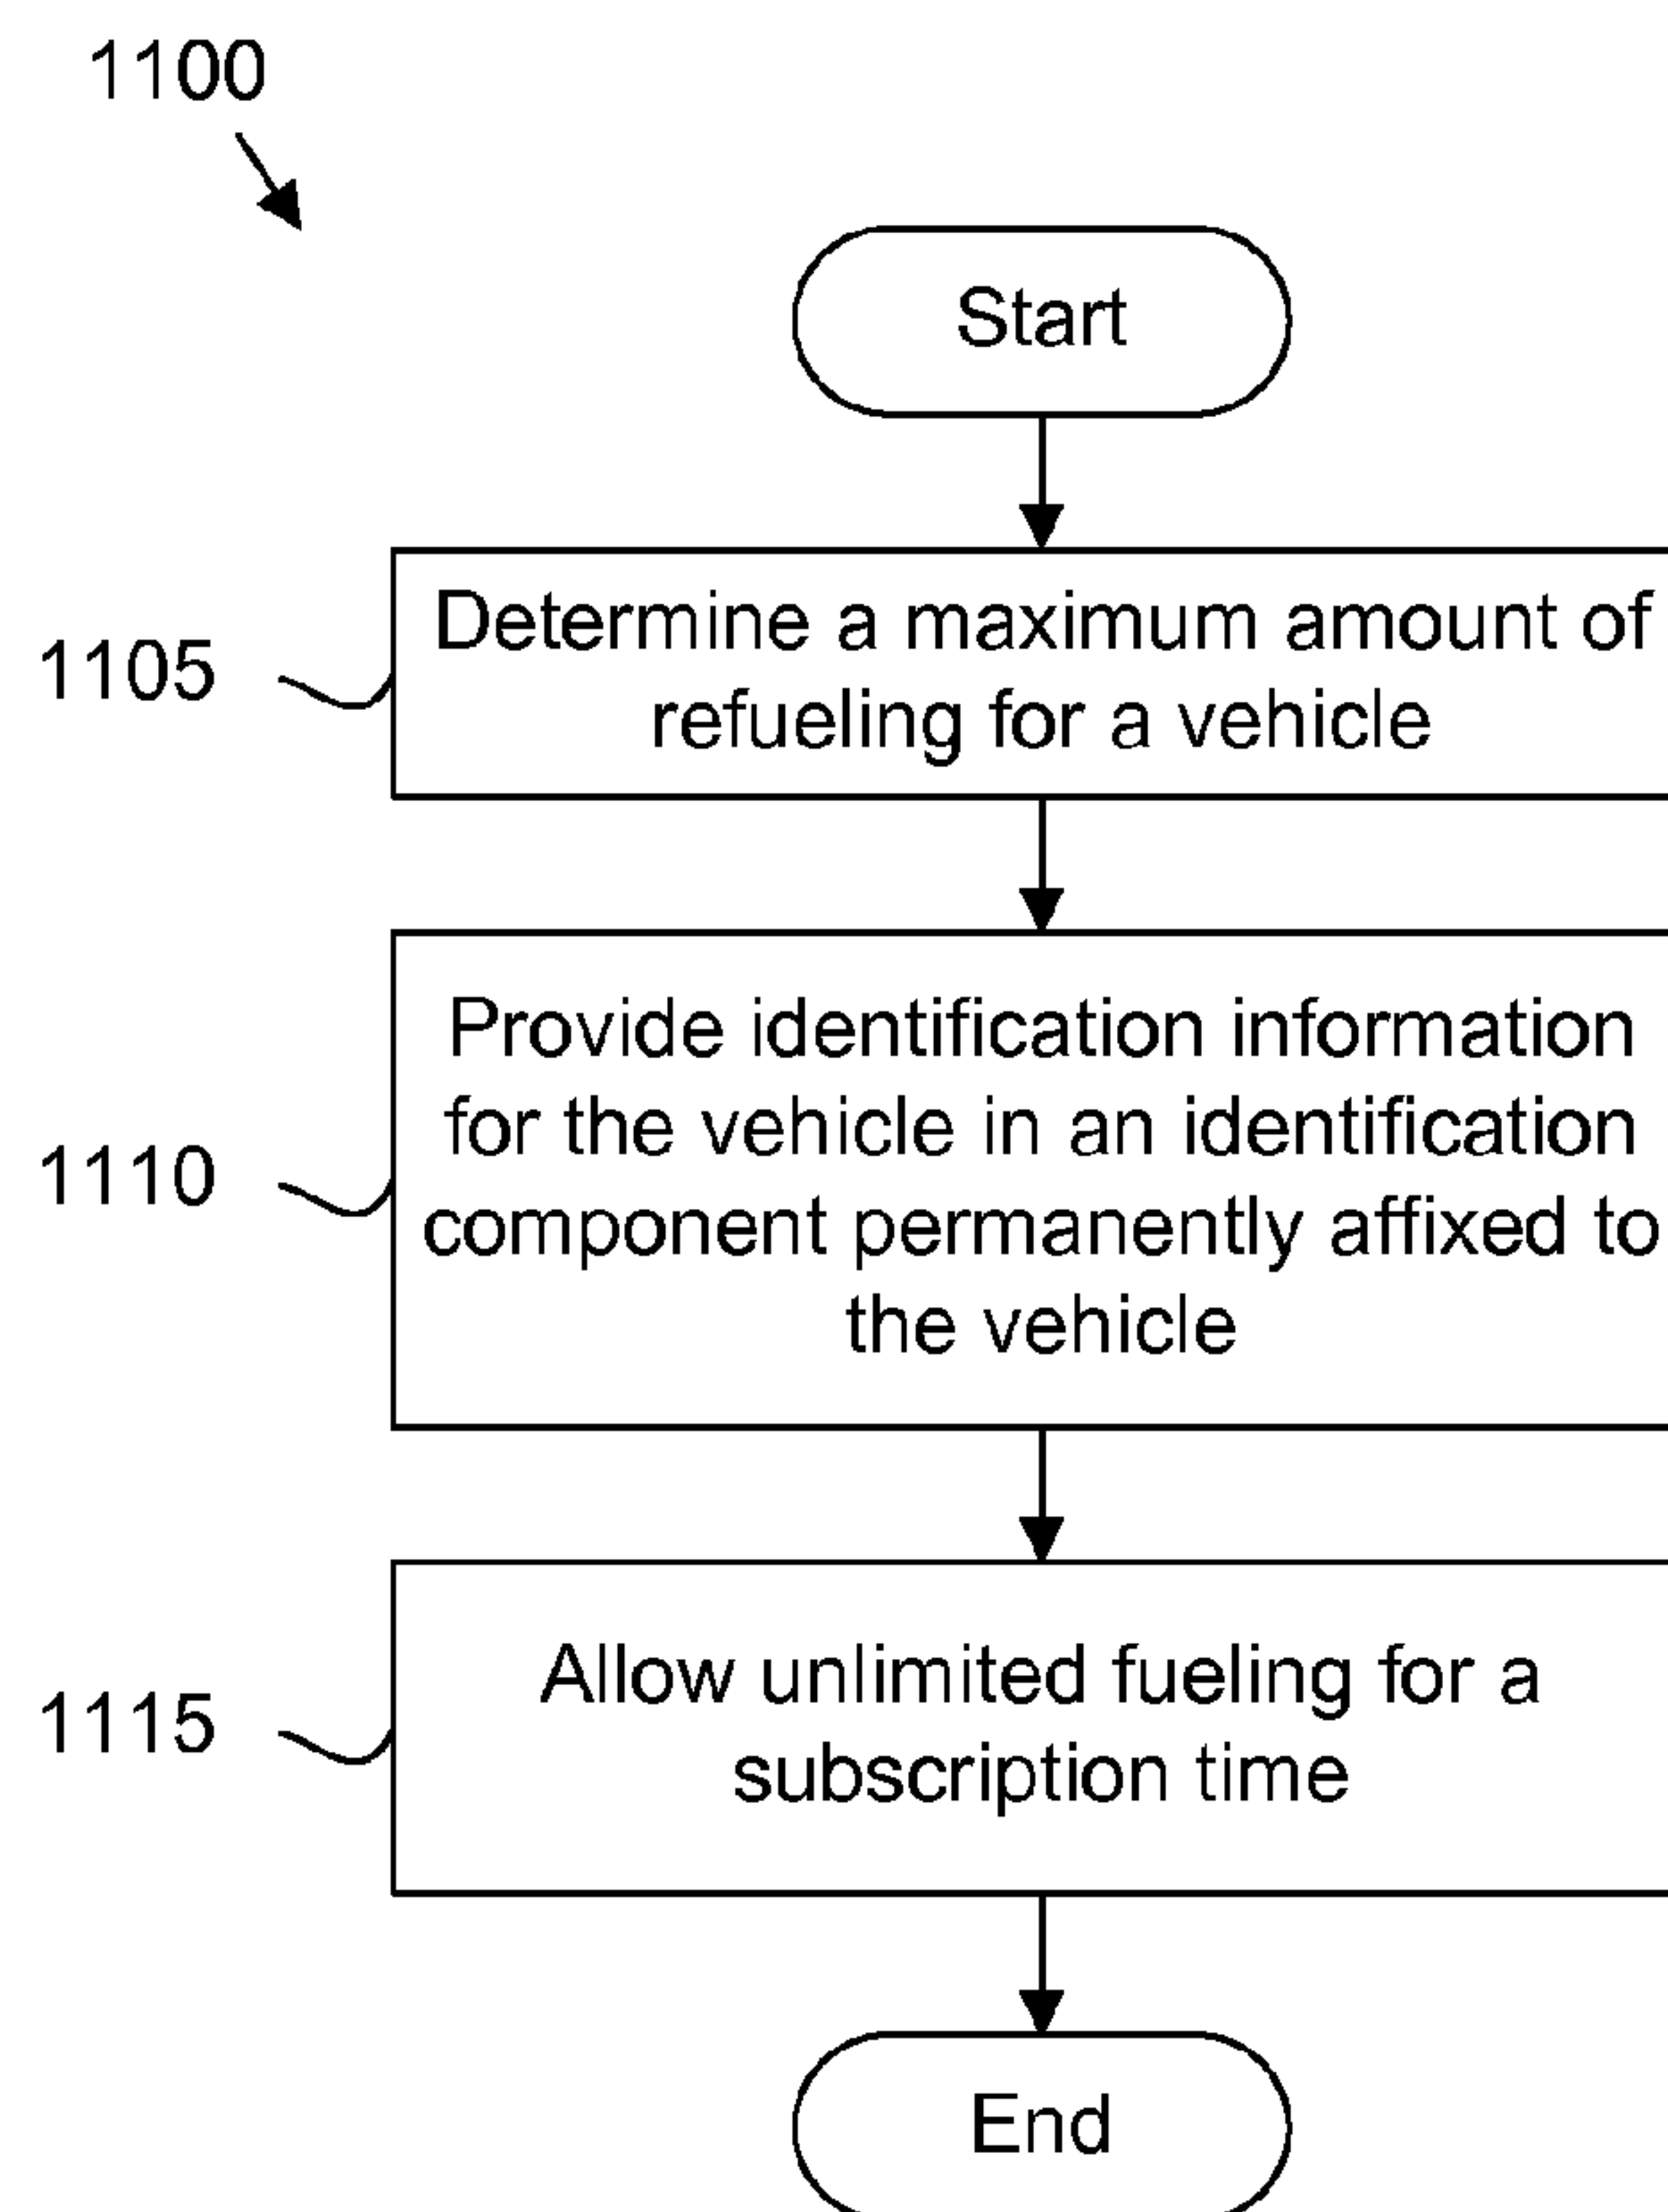 1100
Start
1105
Determine a maximum amount of
refueling for a vehicle
1110
Provide identification information
for the vehicle in an identification
component permanently affixed to
the vehicle
1115
Allow unlimited fueling for a
subscription time
End